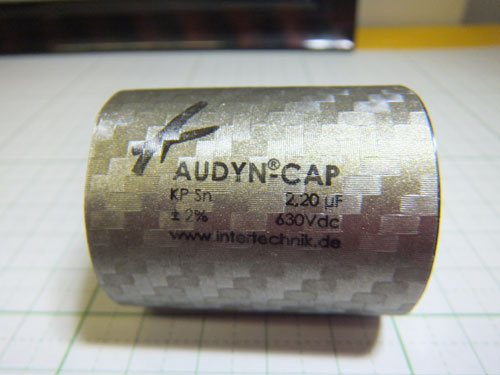 AUDYN®-CAP
KP Sn 2,20 µF
± 2% 630Vdc
www.intertechnik.de